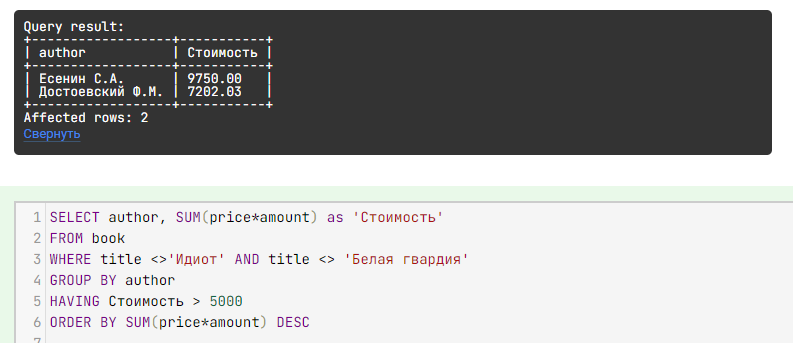 Query result:
+------------------+-----------+
| author           | Стоимость |
+------------------+-----------+
| Есенин С.А.      | 9750.00   |
| Достоевский Ф.М. | 7202.03   |
+------------------+-----------+
Affected rows: 2
Свернуть
1 SELECT author, SUM(price*amount) as 'Стоимость'
2 FROM book
3 WHERE title <>'Идиот' AND title <> 'Белая гвардия'
4 GROUP BY author
5 HAVING Стоимость > 5000
6 ORDER BY SUM(price*amount) DESC
7